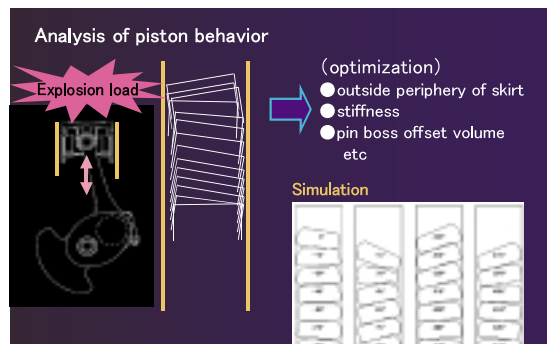 Analysis of piston behavior
Explosion load
(optimization)
●outside periphery of skirt
●stiffness
●pin boss offset volume
etc
Simulation